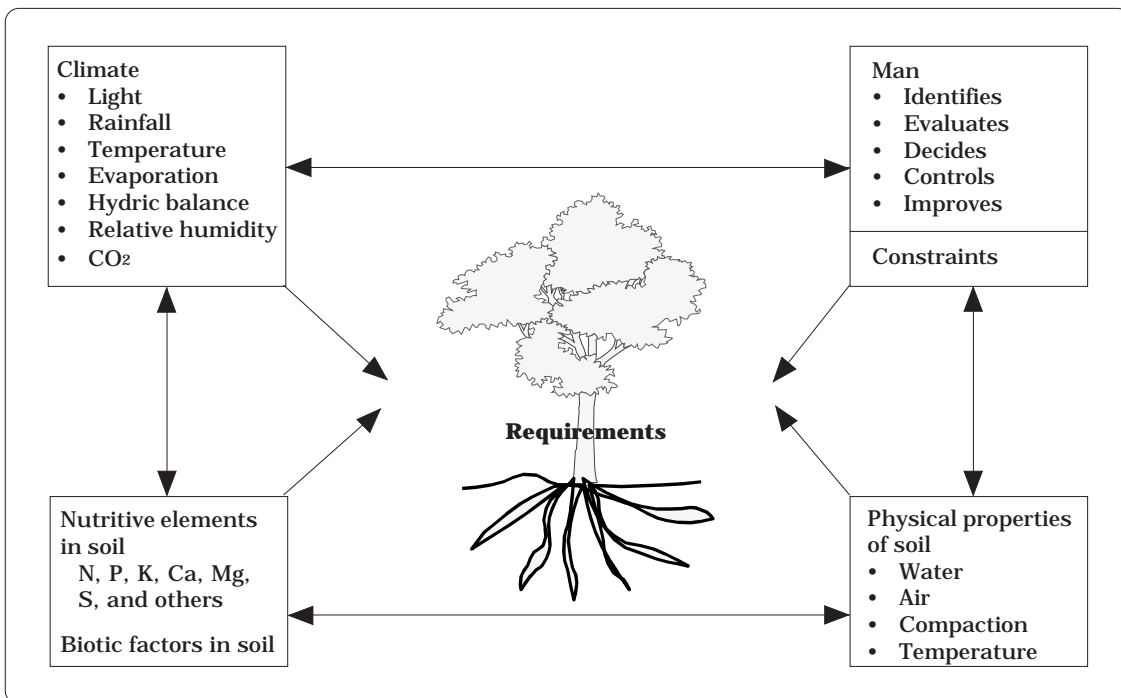 Climate
• Light
• Rainfall
• Temperature
• Evaporation
• Hydric balance
• Relative humidity
• CO2
Man
• Identifies
• Evaluates
• Decides
• Controls
• Improves
Constraints
Requirements
Nutritive elements
in soil
N, P, K, Ca, Mg,
S, and others
Biotic factors in soil
Physical properties
of soil
• Water
• Air
• Compaction
• Temperature